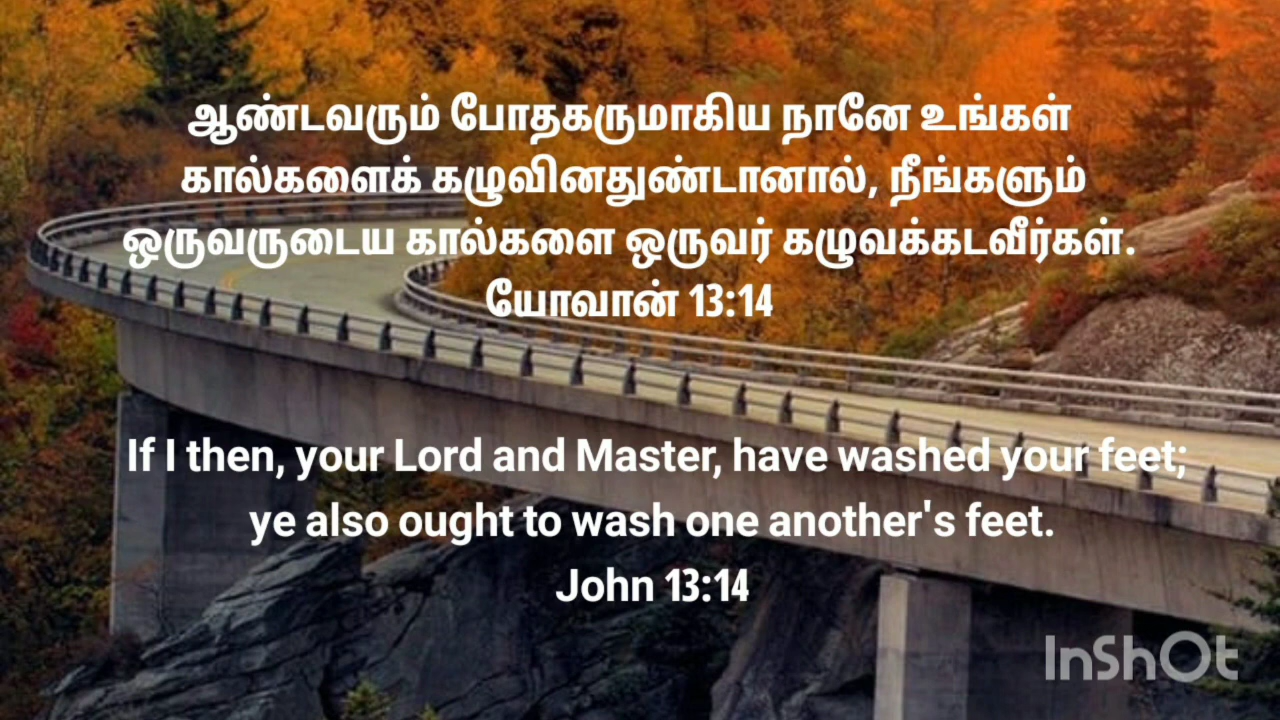 ஆண்டவரும் போதகருமாகிய நானே உங்கள்
கால்களைக் கழுவினதுண்டானால், நீங்களும்
ஒருவருடைய கால்களை ஒருவர் கழுவக்கடவீர்கள்.
யோவான் 13:14
If I then, your Lord and Master, have washed your feet;
ye also ought to wash one another's feet.
John 13:14
InShOt